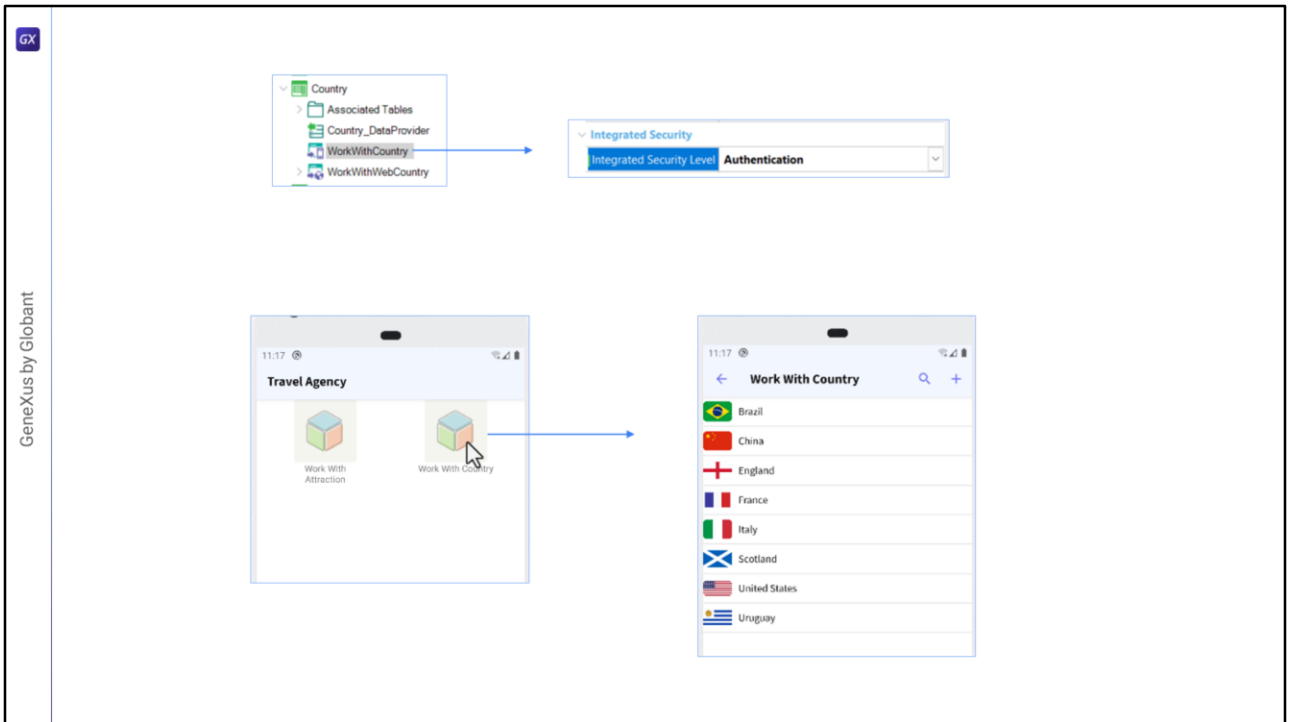 GX
GeneXus by Globant
Country
Associated Tables
Country_DataProvider
WorkWithCountry
WorkWithWebCountry
Integrated Security
Integrated Security Level Authentication
11:17
Travel Agency
Work With
Attraction
Work With Country
11:17
Work With Country
Brazil
China
England
France
Italy
Scotland
United States
Uruguay